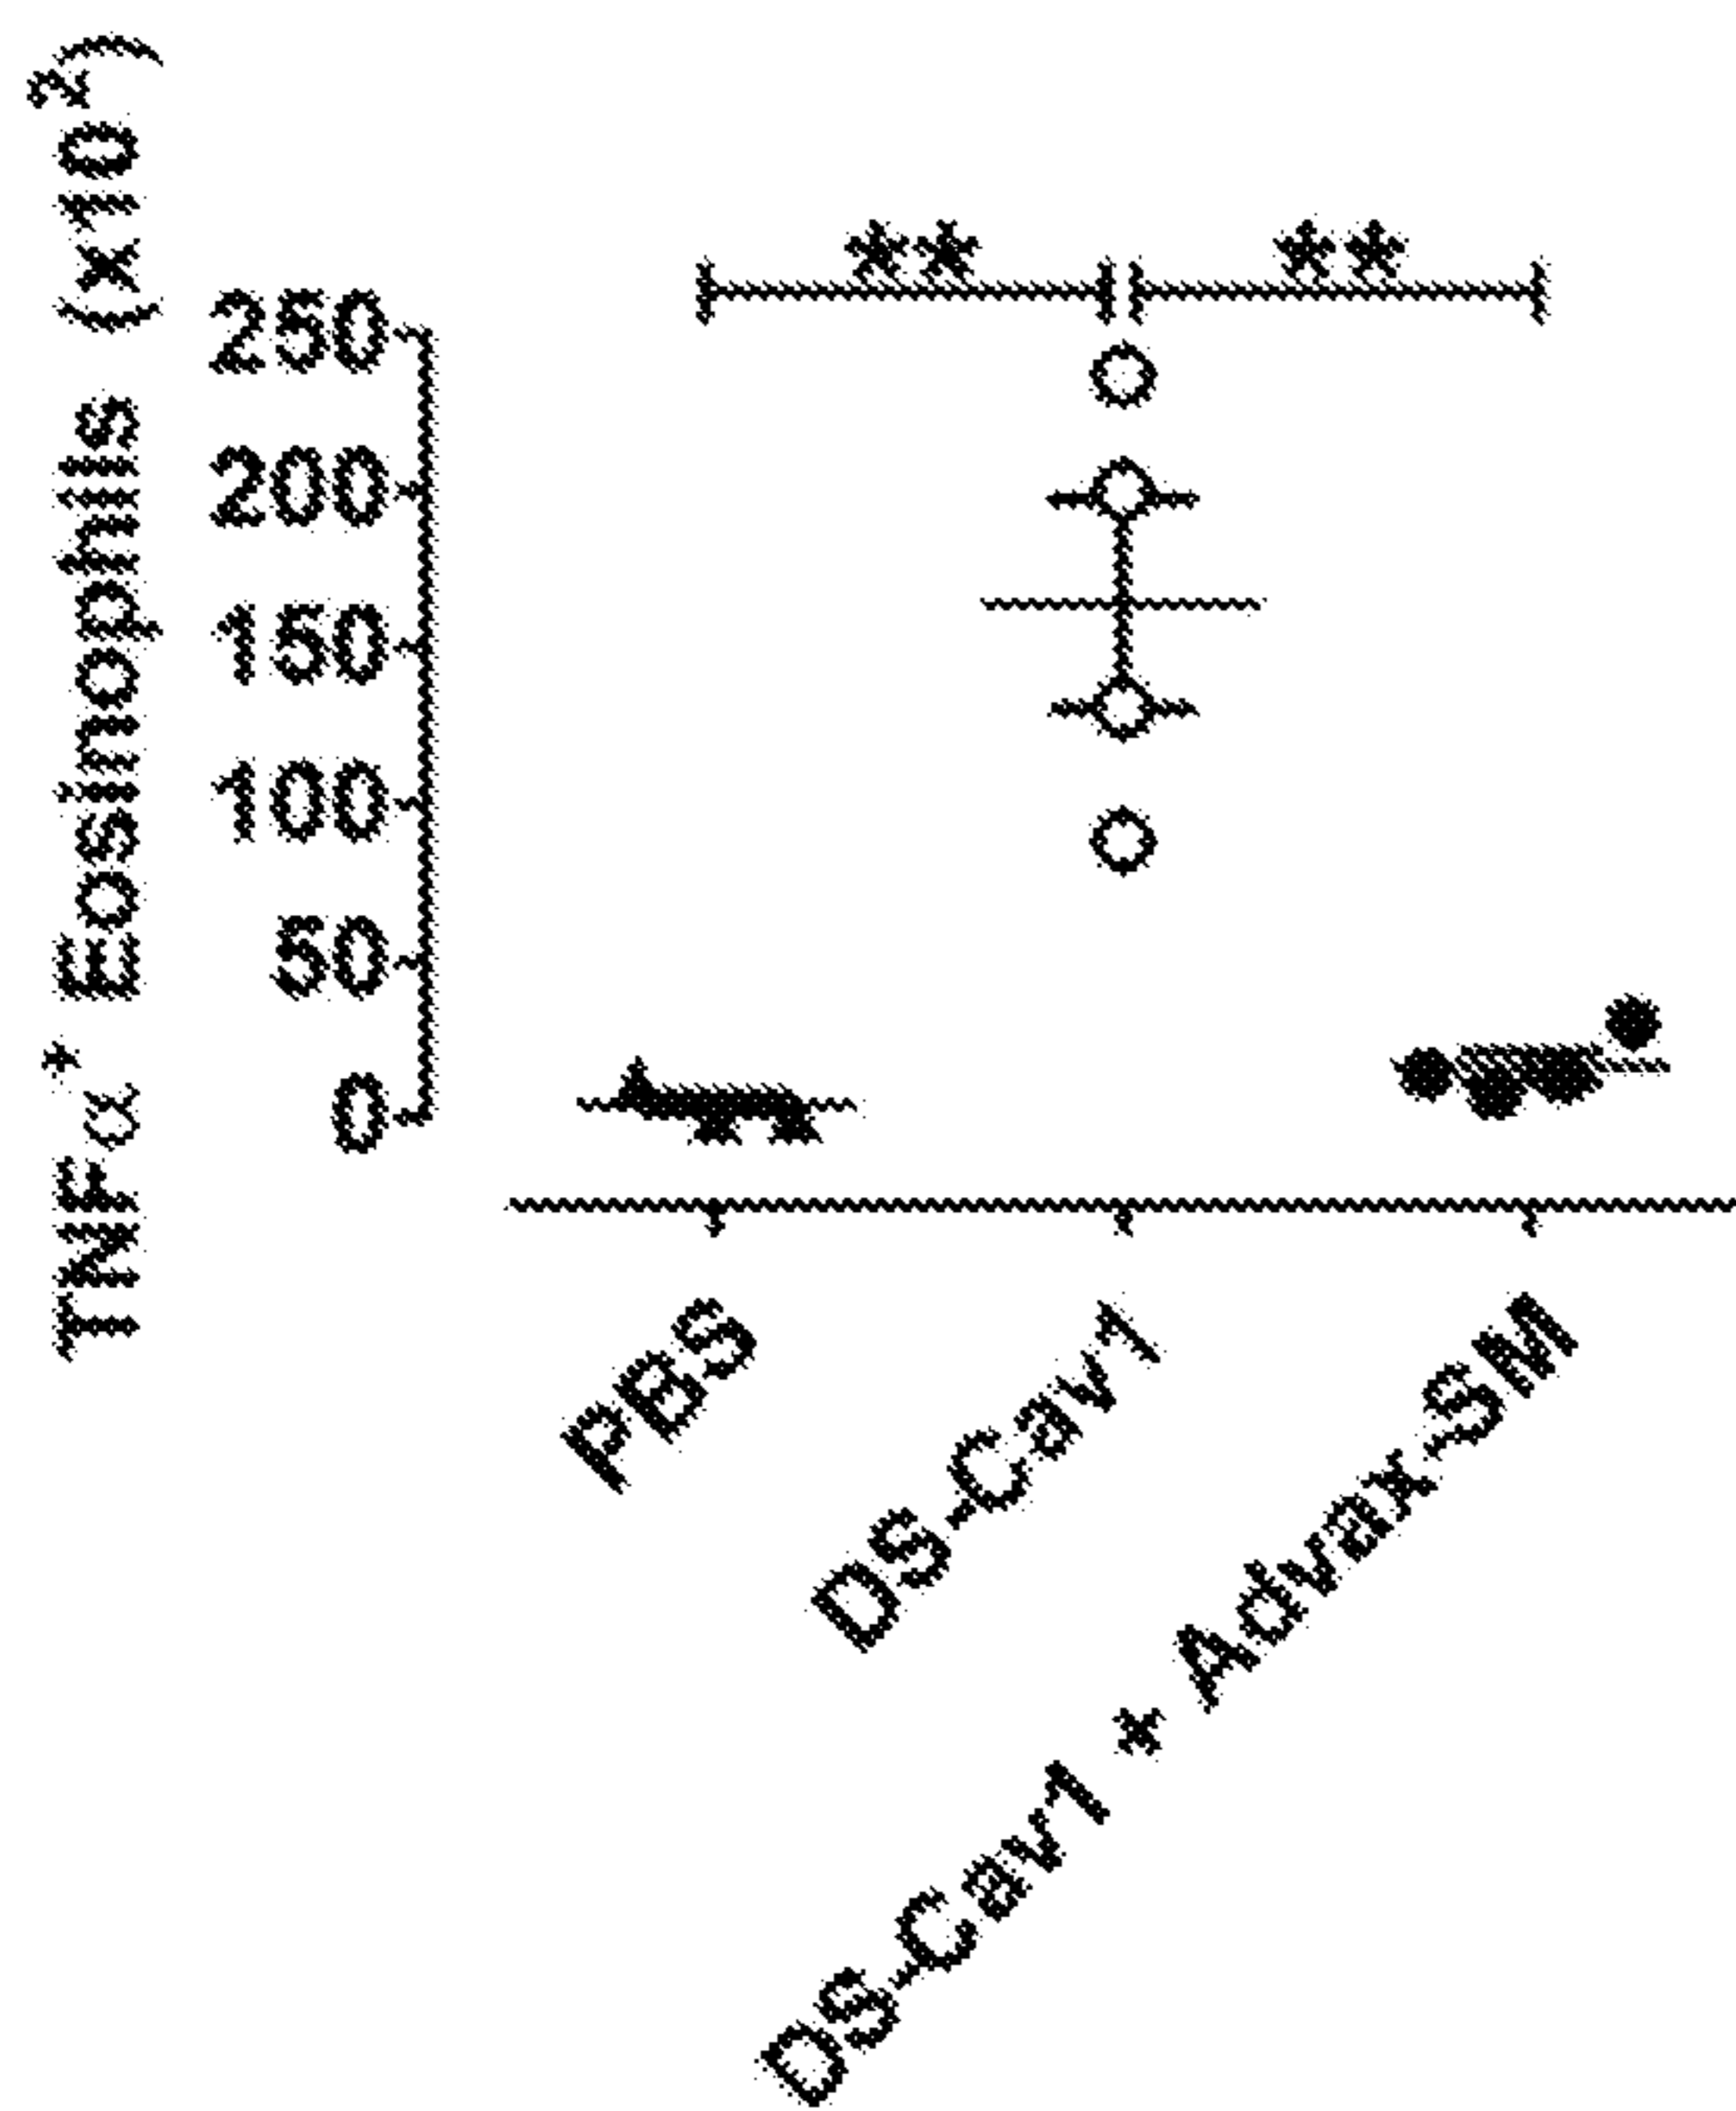 TNFα⁺ Eosinophils (x10³)
** **
250
200
150
100
50
0
PBS
DS-Cav1
DS-Cav1 + Advax-SM